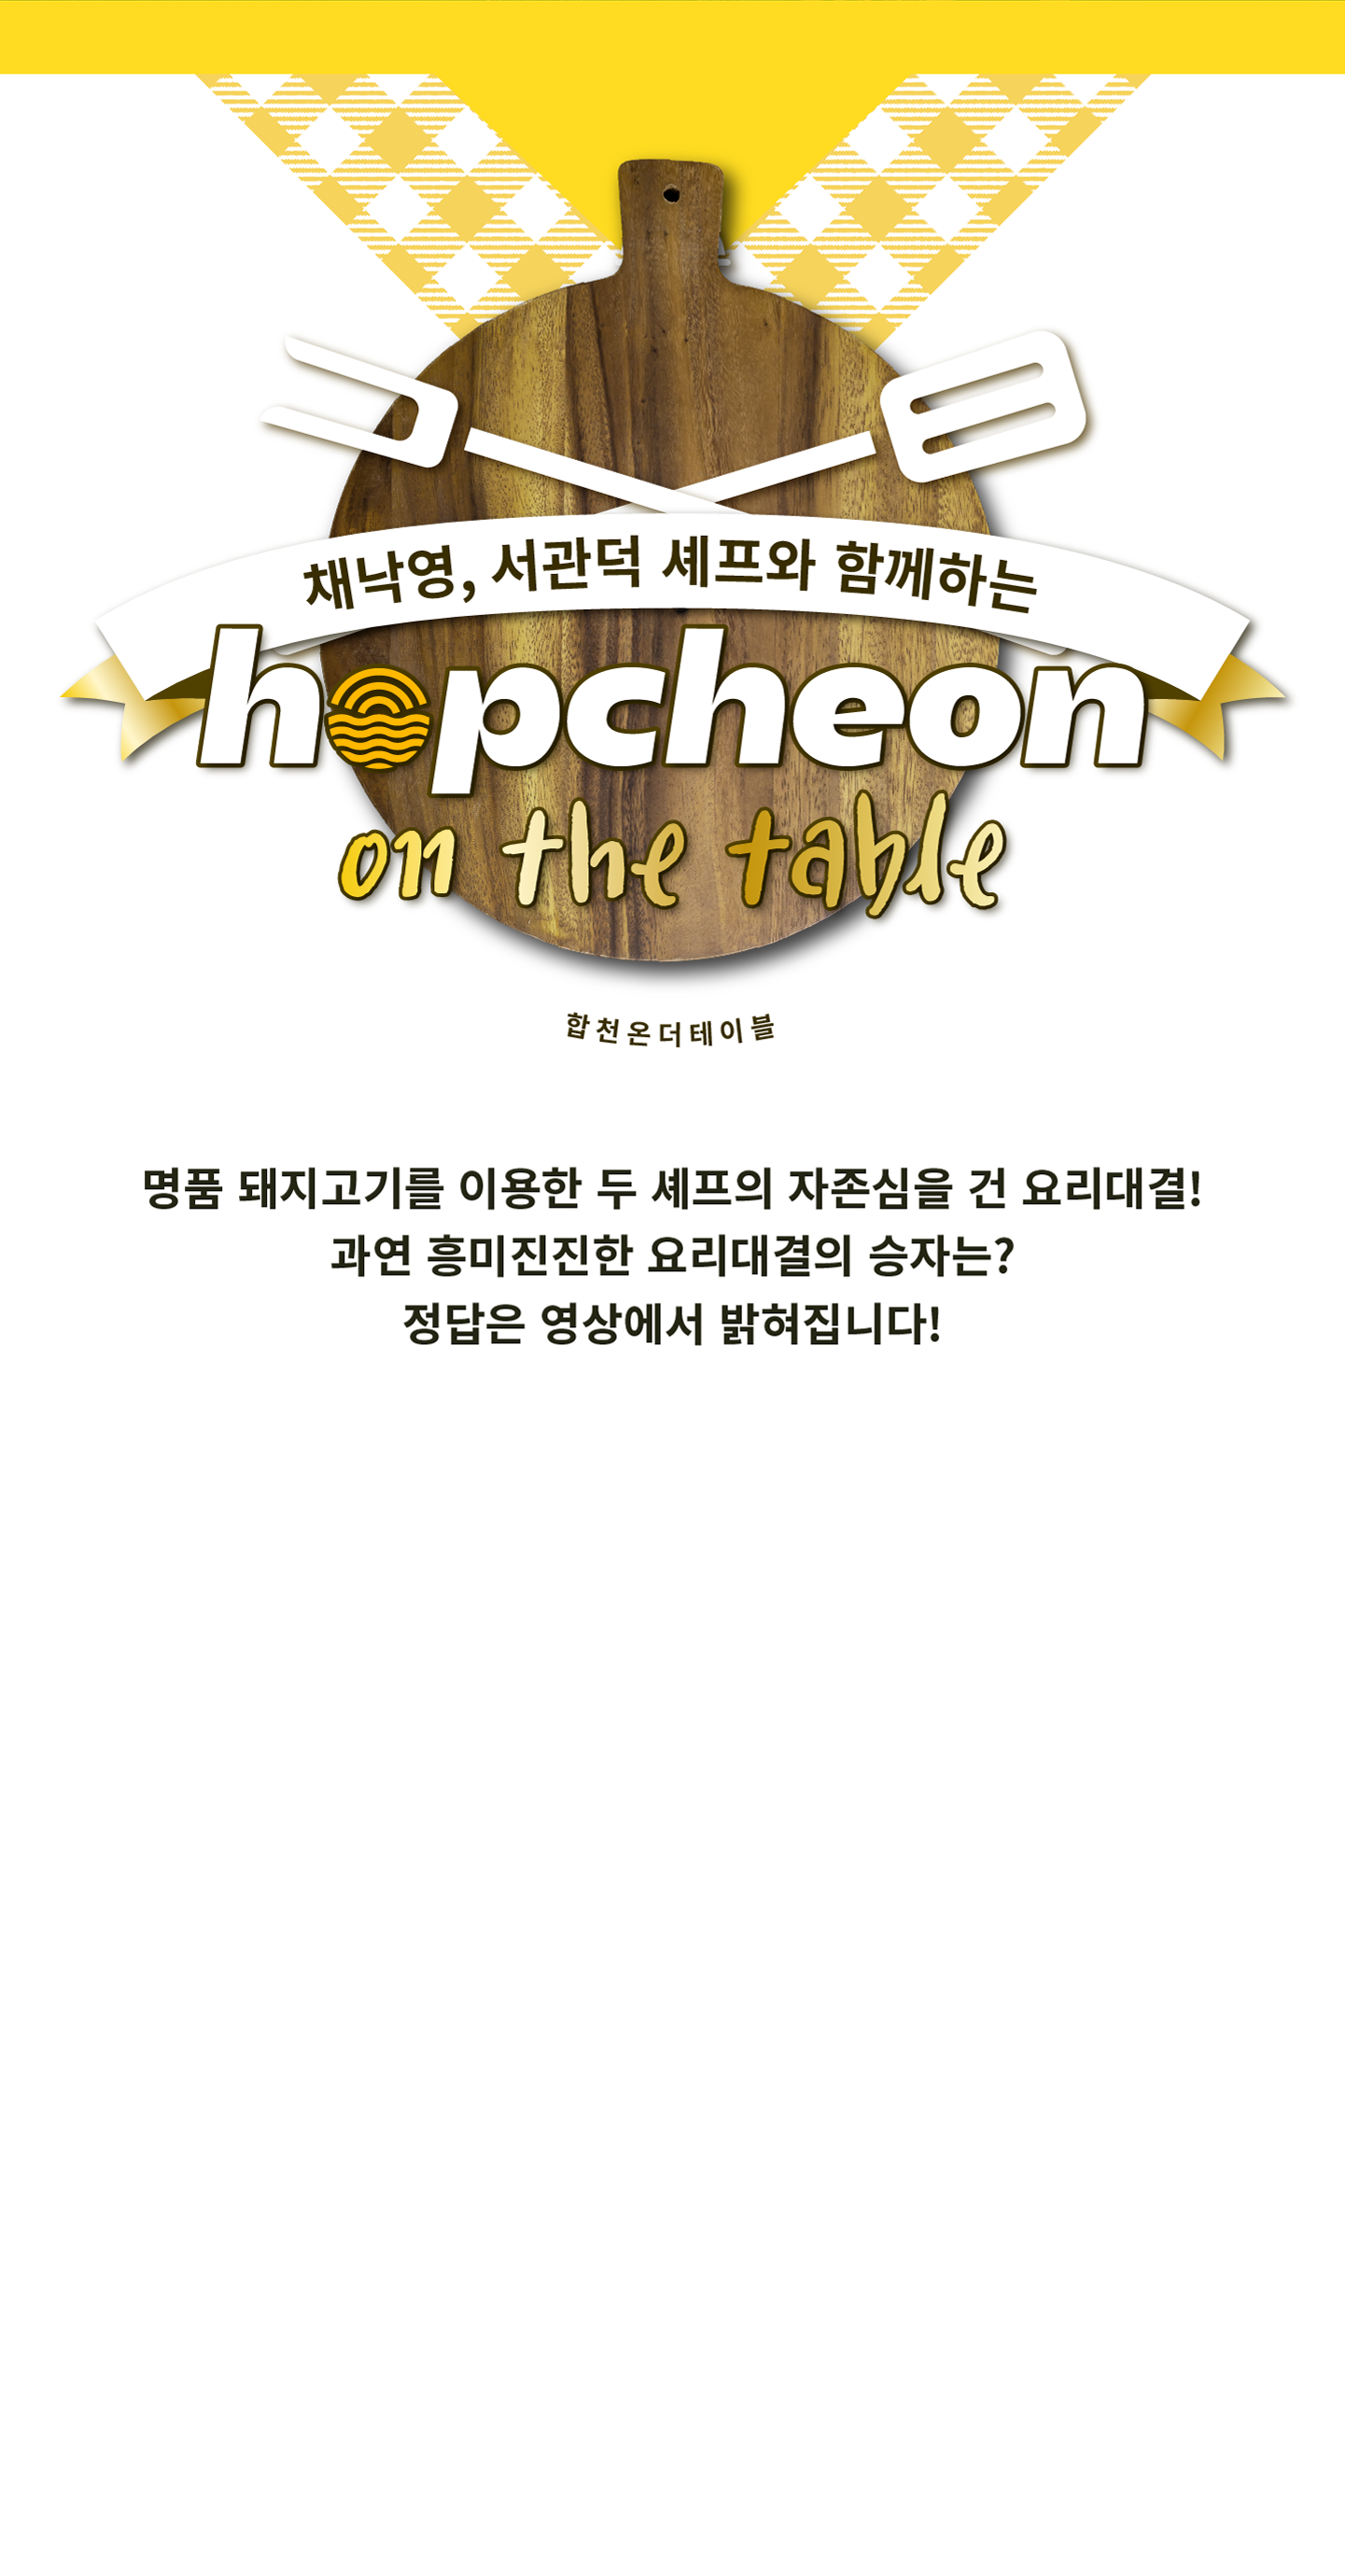 채낙영, 서관덕 셰프와 함께하는
hopcheon
on the table
합천온더테이블
명품 돼지고기를 이용한 두 셰프의 자존심을 건 요리대결!
과연 흥미진진한 요리대결의 승자는?
정답은 영상에서 밝혀집니다!